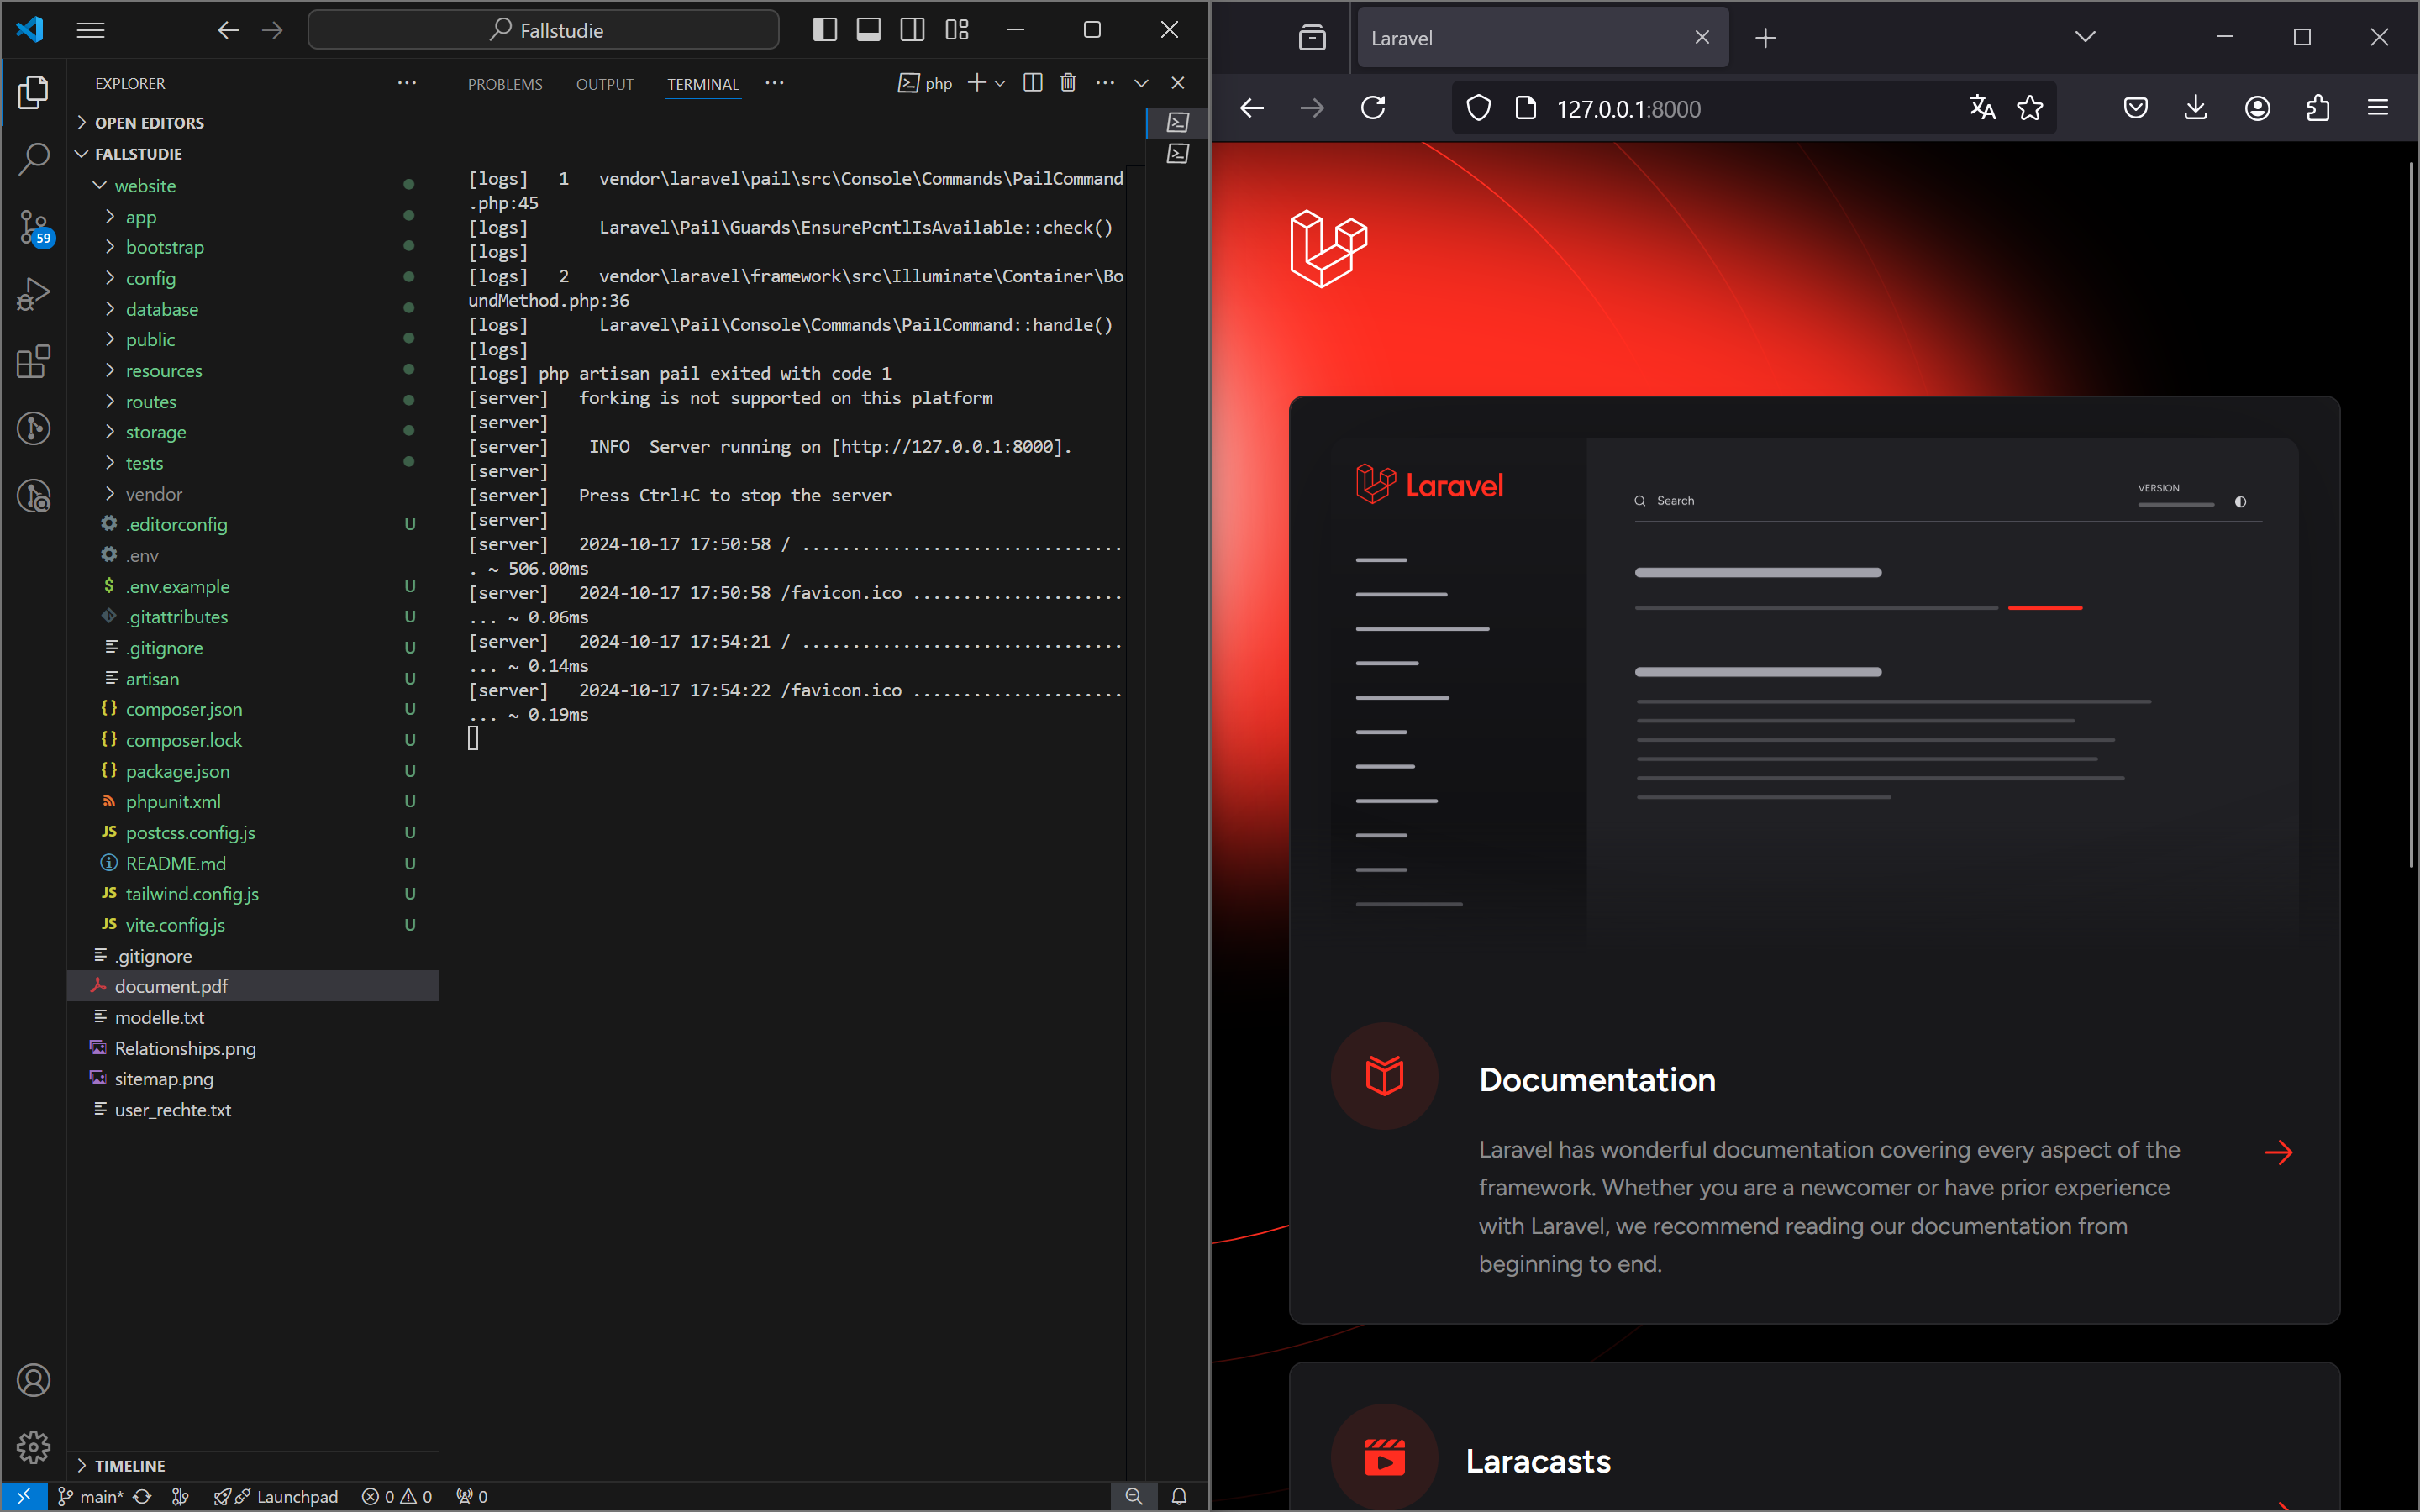 Fallstudie
EXPLORER
OPEN EDITORS
FALLSTUDIE
website
app
bootstrap
config
database
public
resources
routes
storage
tests
vendor
.editorconfig U
.env
.env.example U
.gitattributes U
.gitignore U
artisan U
composer.json U
composer.lock U
package.json U
phpunit.xml U
postcss.config.js U
README.md U
tailwind.config.js U
vite.config.js U
.gitignore
document.pdf
modelle.txt
Relationships.png
sitemap.png
user_rechte.txt
TIMELINE
59
PROBLEMS OUTPUT TERMINAL
php
[logs] 1 vendor\laravel\pail\src\Console\Commands\PailCommand
.php:45
[logs] Laravel\Pail\Guards\EnsurePcntlIsAvailable::check()
[logs]
[logs] 2 vendor\laravel\framework\src\Illuminate\Container\Bo
undMethod.php:36
[logs] Laravel\Pail\Console\Commands\PailCommand::handle()
[logs]
[logs] php artisan pail exited with code 1
[server] forking is not supported on this platform
[server]
[server] INFO Server running on [http://127.0.0.1:8000].
[server]
[server] Press Ctrl+C to stop the server
[server]
[server] 2024-10-17 17:50:58 / ................................
. ~ 506.00ms
[server] 2024-10-17 17:50:58 /favicon.ico .....................
... ~ 0.06ms
[server] 2024-10-17 17:54:21 / ................................
... ~ 0.14ms
[server] 2024-10-17 17:54:22 /favicon.ico .....................
... ~ 0.19ms
main* Launchpad 0 0 0
Laravel
127.0.0.1:8000
Laravel
Search
VERSION
Documentation
Laravel has wonderful documentation covering every aspect of the
framework. Whether you are a newcomer or have prior experience
with Laravel, we recommend reading our documentation from
beginning to end.
Laracasts